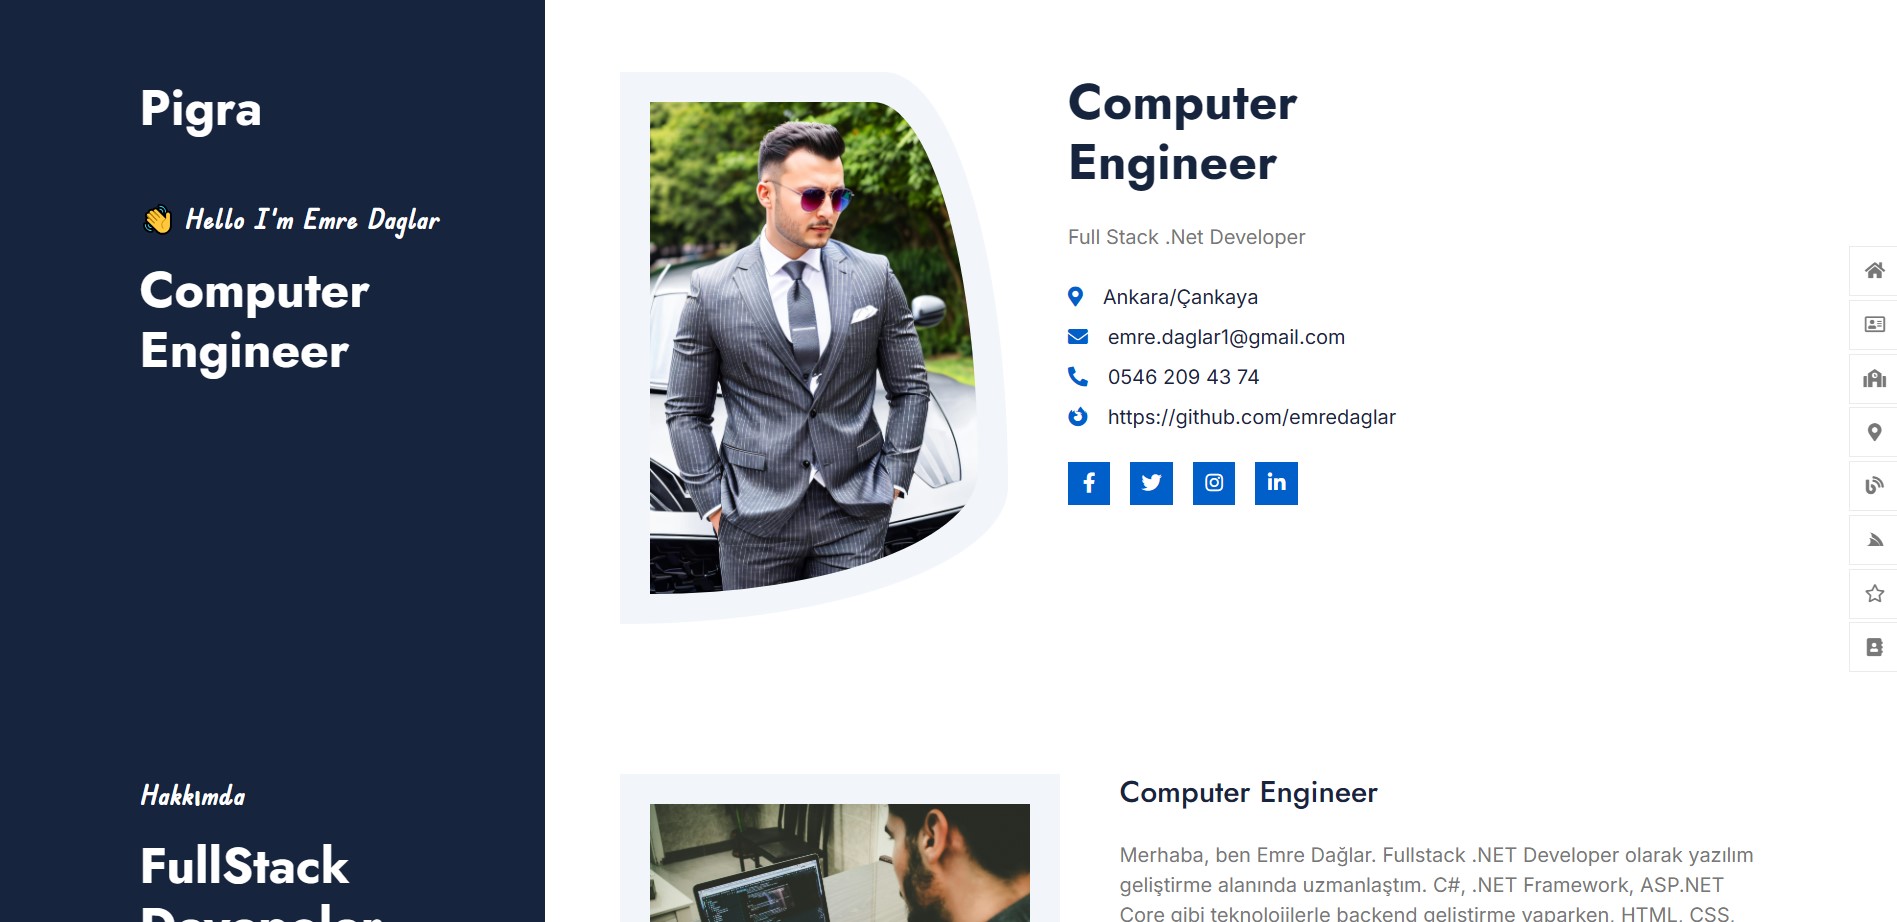 Pigra
Hello I'm Emre Daglar
Computer
Engineer
Computer
Engineer
Full Stack .Net Developer
Ankara/Çankaya
emre.daglar1@gmail.com
0546 209 43 74
https://github.com/emredaglar
Hakkımda
FullStack
Computer Engineer
Merhaba, ben Emre Dağlar. Fullstack .NET Developer olarak yazılım
geliştirme alanında uzmanlaştım. C#, .NET Framework, ASP.NET
Core gibi teknolojilerle backend geliştirme yaparken, HTML, CSS,